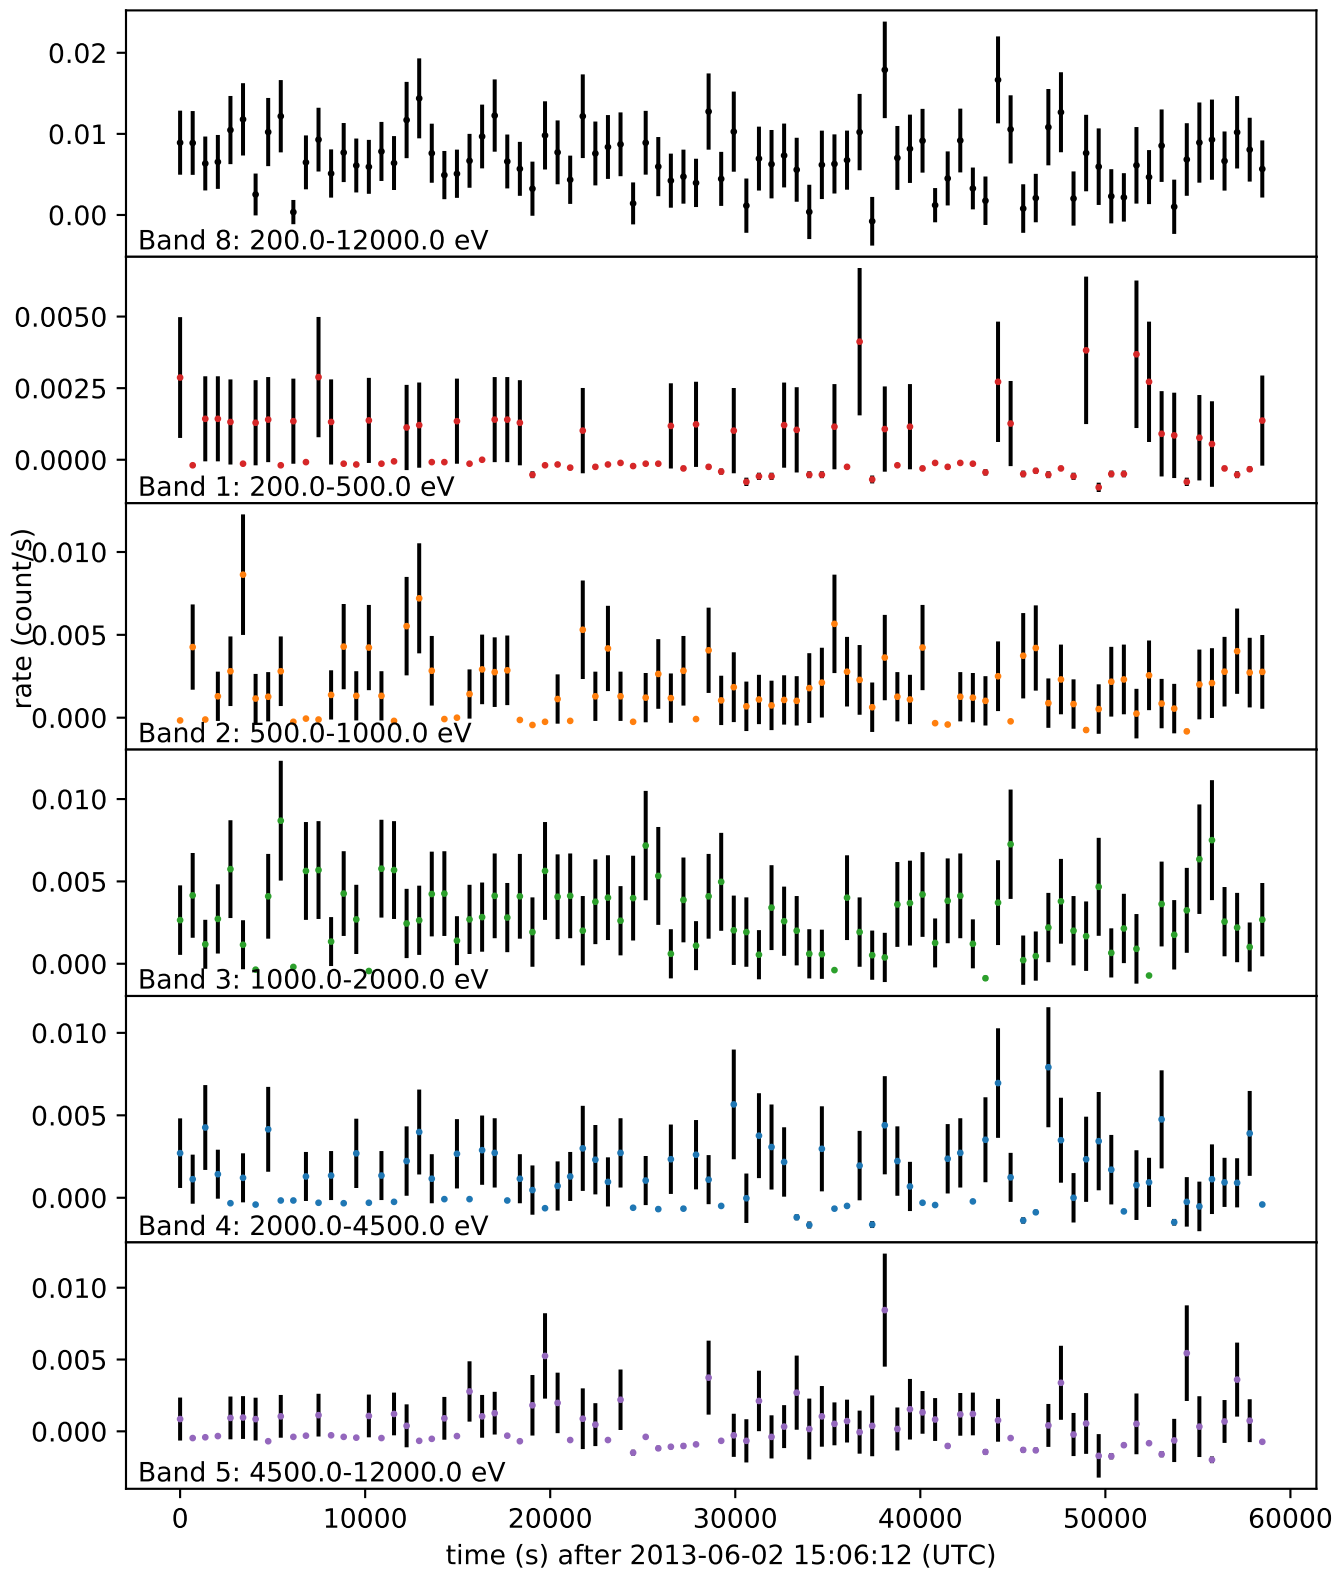 0.02
0.01
0.00
Band 8: 200.0-12000.0 eV
0.0050
0.0025
0.0000
Band 1: 200.0-500.0 eV
rate (count/s)
0.010
0.005
0.000
Band 2: 500.0-1000.0 eV
0.010
0.005
0.000
Band 3: 1000.0-2000.0 eV
0.010
0.005
0.000
Band 4: 2000.0-4500.0 eV
0.010
0.005
0.000
Band 5: 4500.0-12000.0 eV
0 10000 20000 30000 40000 50000 60000
time (s) after 2013-06-02 15:06:12 (UTC)